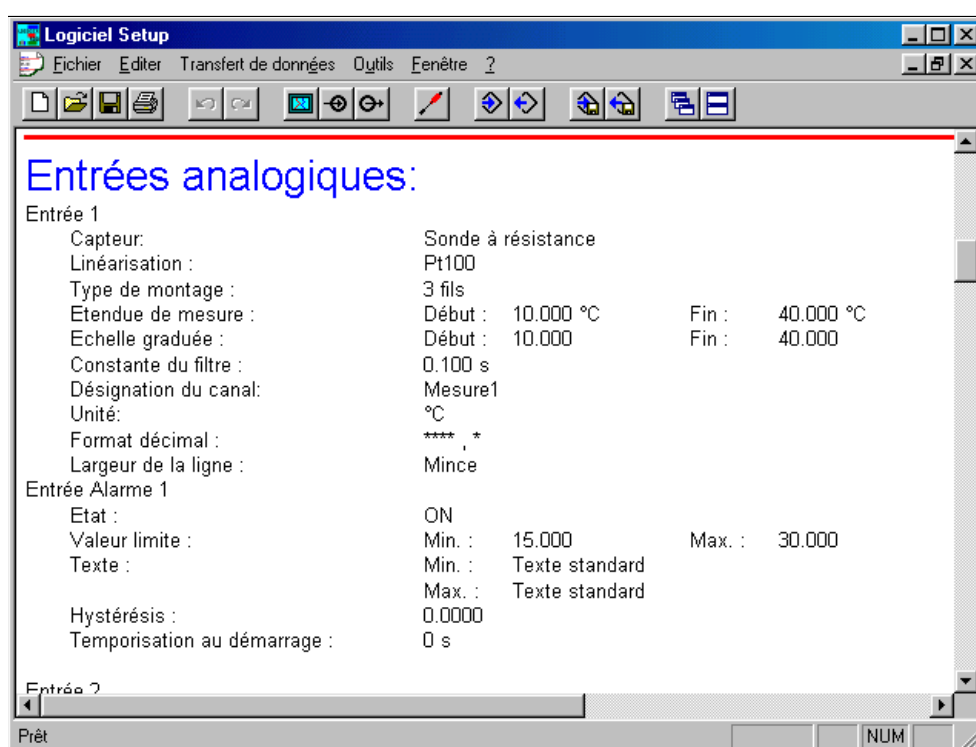 Logiciel Setup
Fichier Editer Transfert de données Outils Fenêtre ?
Entrées analogiques:
Entrée 1
Capteur: Sonde à résistance
Linéarisation : Pt100
Type de montage : 3 fils
Etendue de mesure : Début : 10.000 °C Fin : 40.000 °C
Echelle graduée : Début : 10.000 Fin : 40.000
Constante du filtre : 0.100 s
Désignation du canal: Mesure1
Unité: °C
Format décimal : **** , *
Largeur de la ligne : Mince
Entrée Alarme 1
Etat : ON
Valeur limite : Min. : 15.000 Max. : 30.000
Texte : Min. : Texte standard
Max. : Texte standard
Hystérésis : 0.0000
Temporisation au démarrage : 0 s
Entrée 2
Prêt NUM